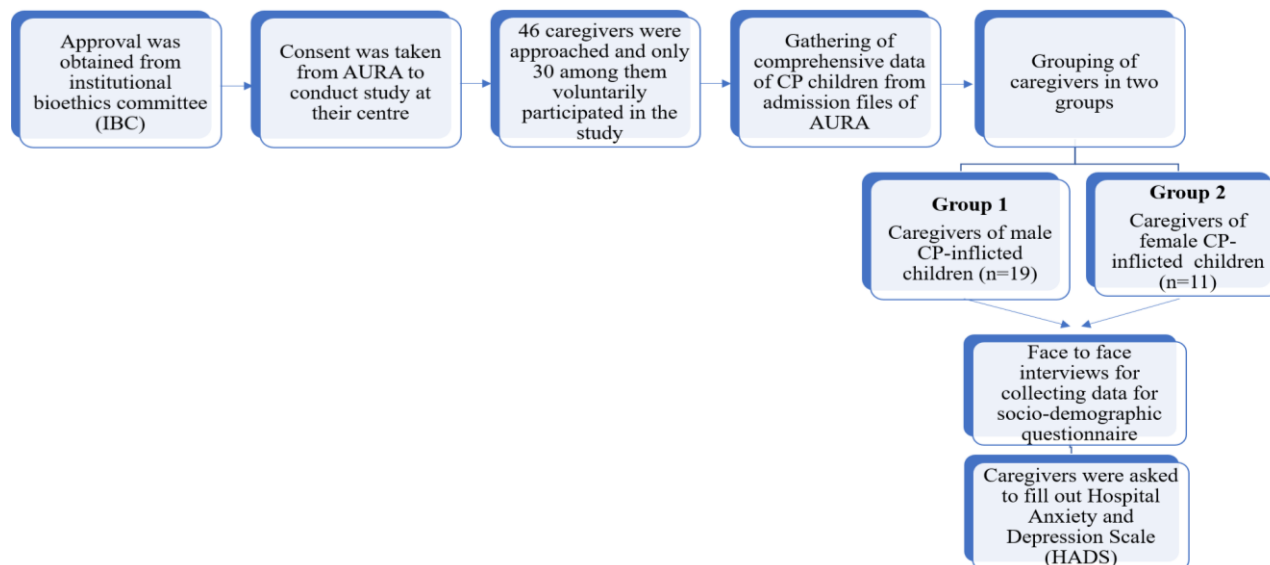 Approval was
obtained from
institutional
bioethics committee
(IBC)
Consent was taken
from AURA to
conduct study at
their centre
46 caregivers were
approached and only
30 among them
voluntarily
participated in the
study
Gathering of
comprehensive data
of CP children from
admission files of
AURA
Grouping of
caregivers in two
groups
Group 1
Caregivers of male
CP-inflicted
children (n=19)
Group 2
Caregivers of
female CP-
inflicted children
(n=11)
Face to face
interviews for
collecting data for
socio-demographic
questionnaire
Caregivers were asked
to fill out Hospital
Anxiety and
Depression Scale
(HADS)